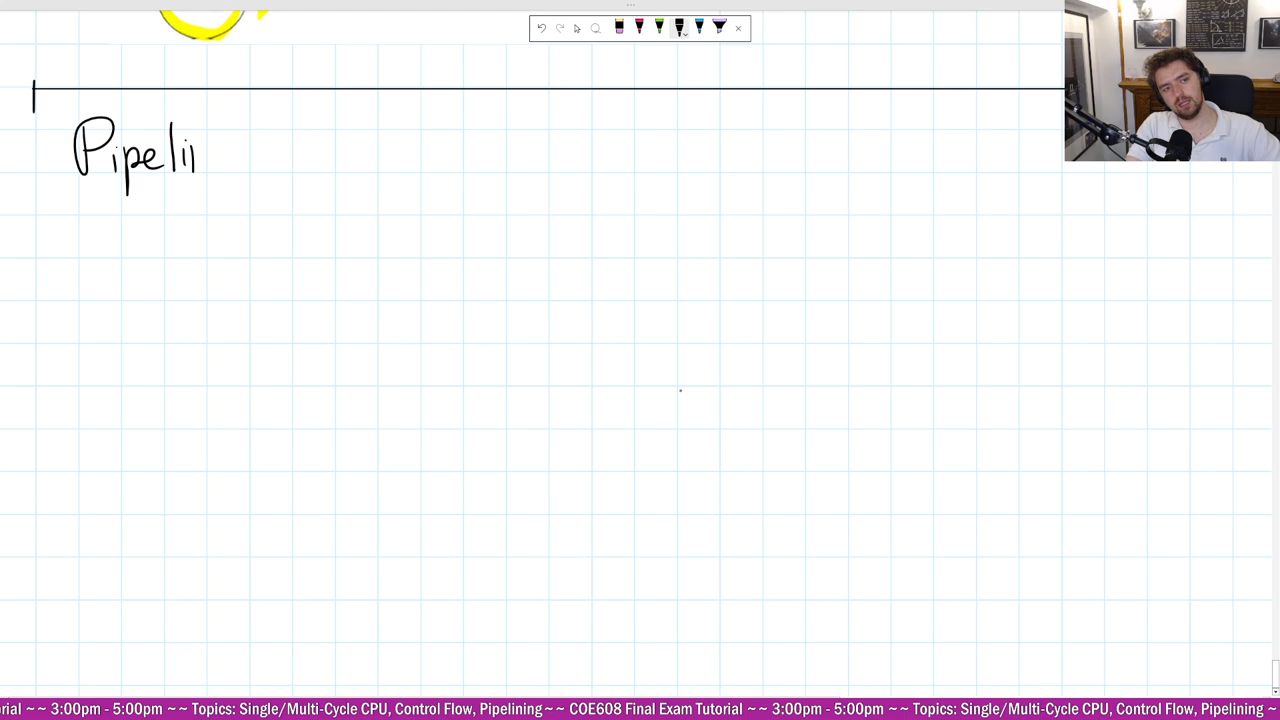 Pipelii
rial ~~ 3:00pm - 5:00pm ~~ Topics: Single/Multi-Cycle CPU, Control Flow, Pipelining ~~ COE608 Final Exam Tutorial ~~ 3:00pm - 5:00pm ~~ Topics: Single/Multi-Cycle CPU, Control Flow, Pipelining ~